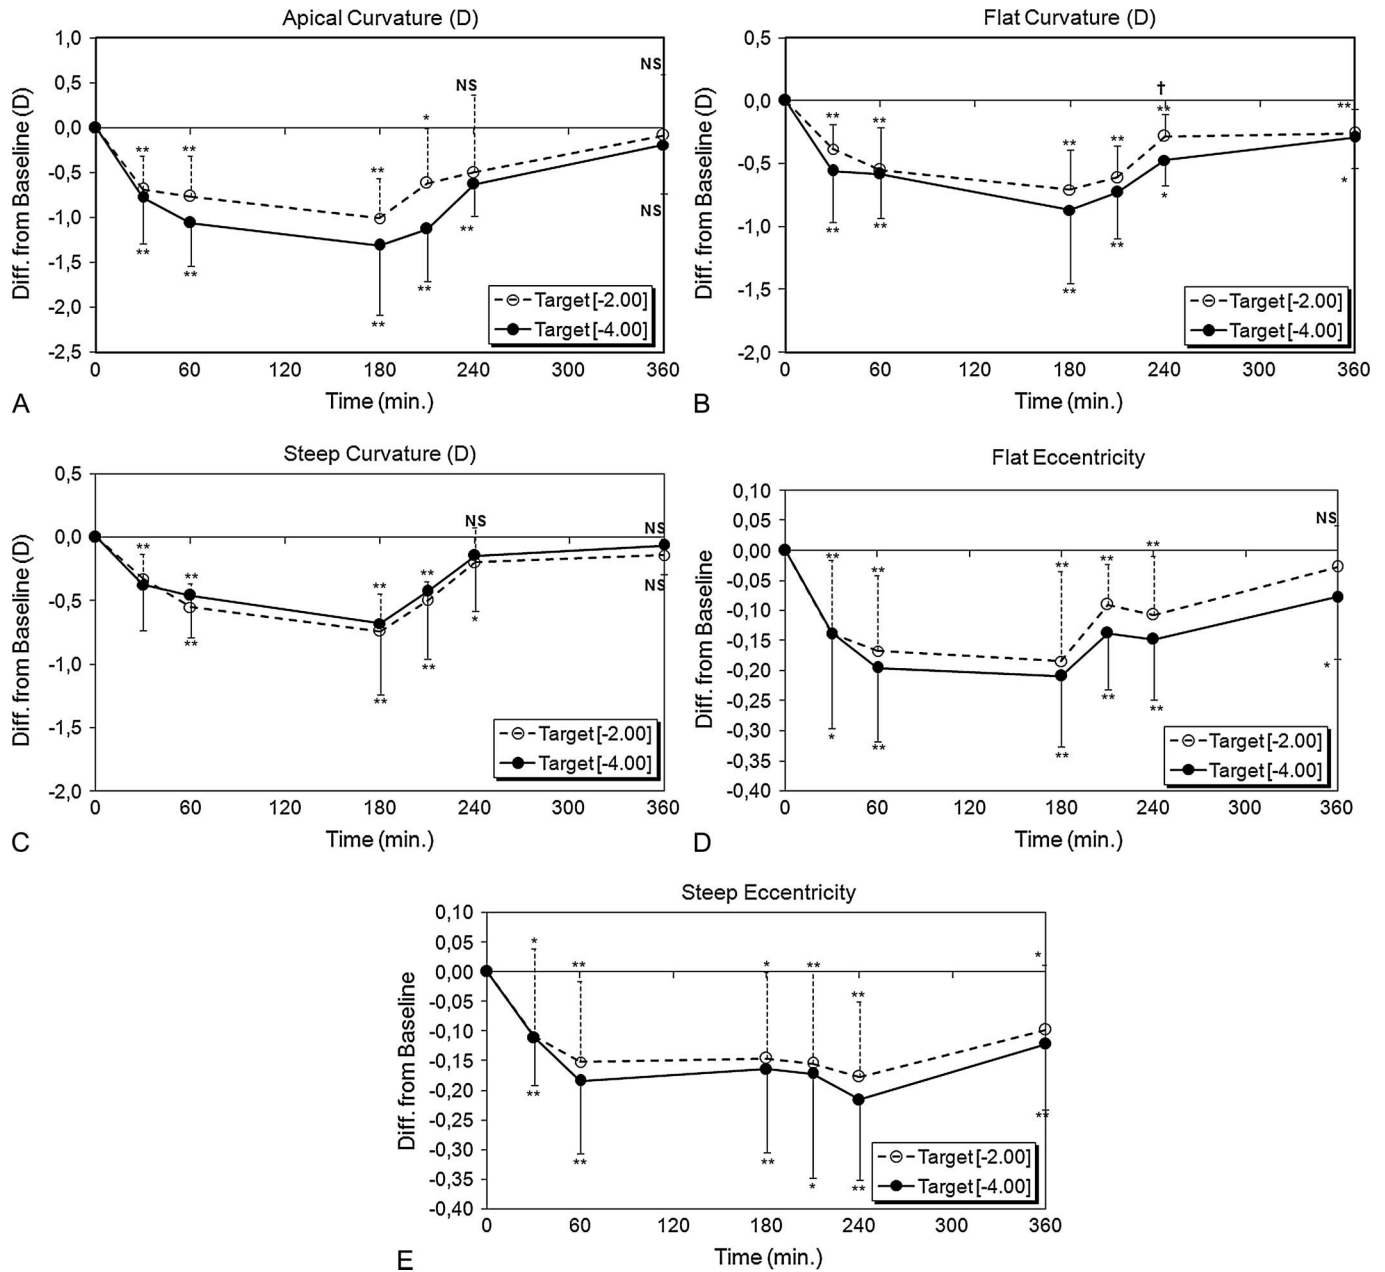 Apical Curvature (D)
Diff. from Baseline (D)
1,0
0,5
0,0
-0,5
-1,0
-1,5
-2,0
-2,5
** ** ** * NS NS
** ** ** ** ** NS
Target [-2.00]
Target [-4.00]
0 60 120 180 240 300 360
Time (min.)
A
Flat Curvature (D)
Diff. from Baseline (D)
0,5
0,0
-0,5
-1,0
-1,5
-2,0
†
** ** ** ** ** **
** ** ** ** * *
Target [-2.00]
Target [-4.00]
0 60 120 180 240 300 360
Time (min.)
B
Steep Curvature (D)
Diff. from Baseline (D)
0,5
0,0
-0,5
-1,0
-1,5
-2,0
** ** ** ** NS NS
** ** ** * NS
Target [-2.00]
Target [-4.00]
0 60 120 180 240 300 360
Time (min.)
C
Flat Eccentricity
Diff. from Baseline
0,10
0,05
0,00
-0,05
-0,10
-0,15
-0,20
-0,25
-0,30
-0,35
-0,40
** ** ** ** ** NS
* ** ** ** ** *
Target [-2.00]
Target [-4.00]
0 60 120 180 240 300 360
Time (min.)
D
Steep Eccentricity
Diff. from Baseline
0,10
0,05
0,00
-0,05
-0,10
-0,15
-0,20
-0,25
-0,30
-0,35
-0,40
* ** * ** ** *
** ** ** * ** **
Target [-2.00]
Target [-4.00]
0 60 120 180 240 300 360
Time (min.)
E